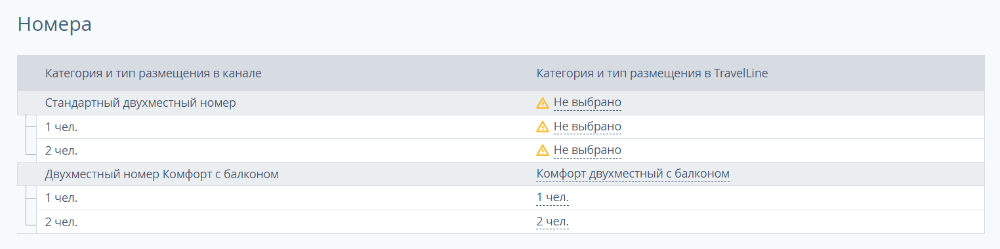 Номера
Категория и тип размещения в канале Категория и тип размещения в TravelLine
Стандартный двухместный номер Не выбрано
1 чел. Не выбрано
2 чел. Не выбрано
Двухместный номер Комфорт с балконом Комфорт двухместный с балконом
1 чел. 1 чел.
2 чел. 2 чел.